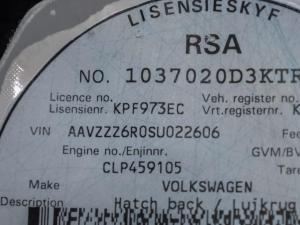 LISENSIESKYF
RSA
NO. 1037020D3KTR
Licence no. Veh. register no
Lisensienr. KPF973EC Vrt.registernr. K
VIN AAVZZZ6ROSU022606
Engine no./Enjinnr. GVM/BV
CLP459105 Tare
Make VOLKSWAGEN
Description Hatch back / Luikrug